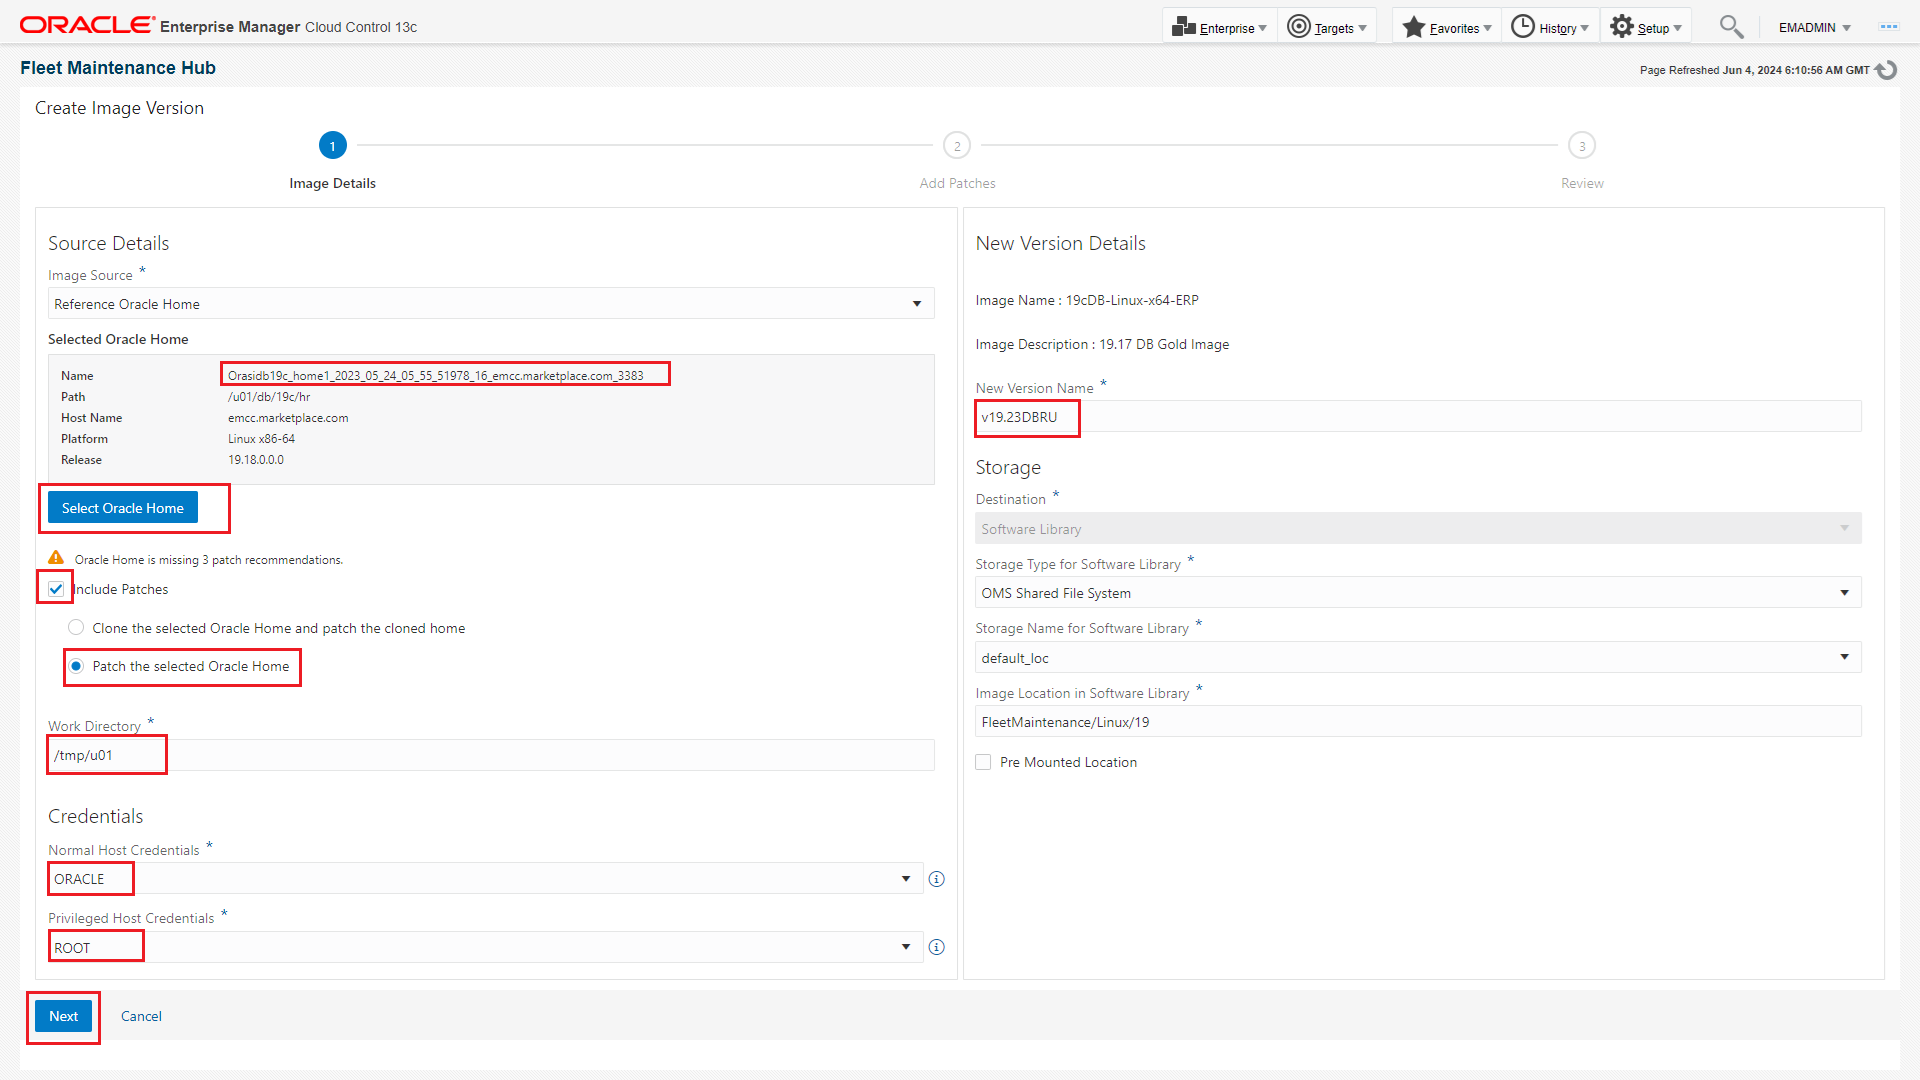 ORACLE Enterprise Manager Cloud Control 13c
Enterprise
Targets
Favorites
History
Setup
EMADMIN
Fleet Maintenance Hub
Page Refreshed Jun 4, 2024 6:10:56 AM GMT
Create Image Version
1
2
3
Image Details
Add Patches
Review
Source Details
Image Source *
Reference Oracle Home
Selected Oracle Home
Name Orasidb19c_home1_2023_05_24_05_55_51978_16_emcc.marketplace.com_3383
Path /u01/db/19c/hr
Host Name emcc.marketplace.com
Platform Linux x86-64
Release 19.18.0.0.0
Select Oracle Home
Oracle Home is missing 3 patch recommendations.
Include Patches
Clone the selected Oracle Home and patch the cloned home
Patch the selected Oracle Home
Work Directory *
/tmp/u01
Credentials
Normal Host Credentials *
ORACLE
Privileged Host Credentials *
ROOT
New Version Details
Image Name : 19cDB-Linux-x64-ERP
Image Description : 19.17 DB Gold Image
New Version Name *
v19.23DBRU
Storage
Destination *
Software Library
Storage Type for Software Library *
OMS Shared File System
Storage Name for Software Library *
default_loc
Image Location in Software Library *
FleetMaintenance/Linux/19
Pre Mounted Location
Next
Cancel